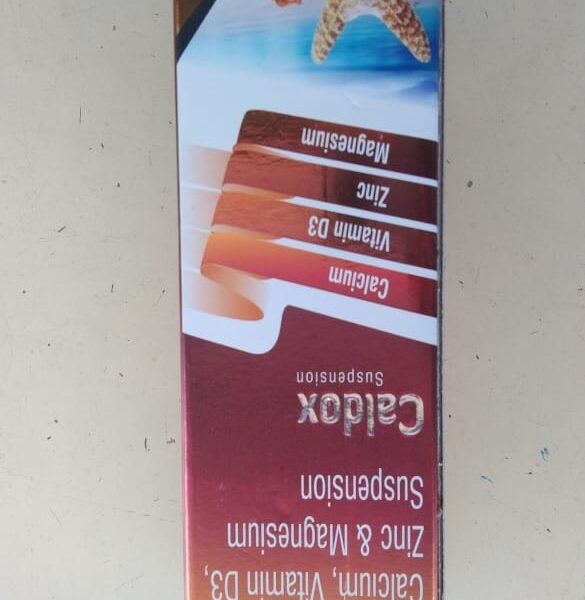 Calcium, Vitamin D3,
Zinc & Magnesium
Suspension
Caldox
Suspension
Calcium
Vitamin D3
Zinc
Magnesium